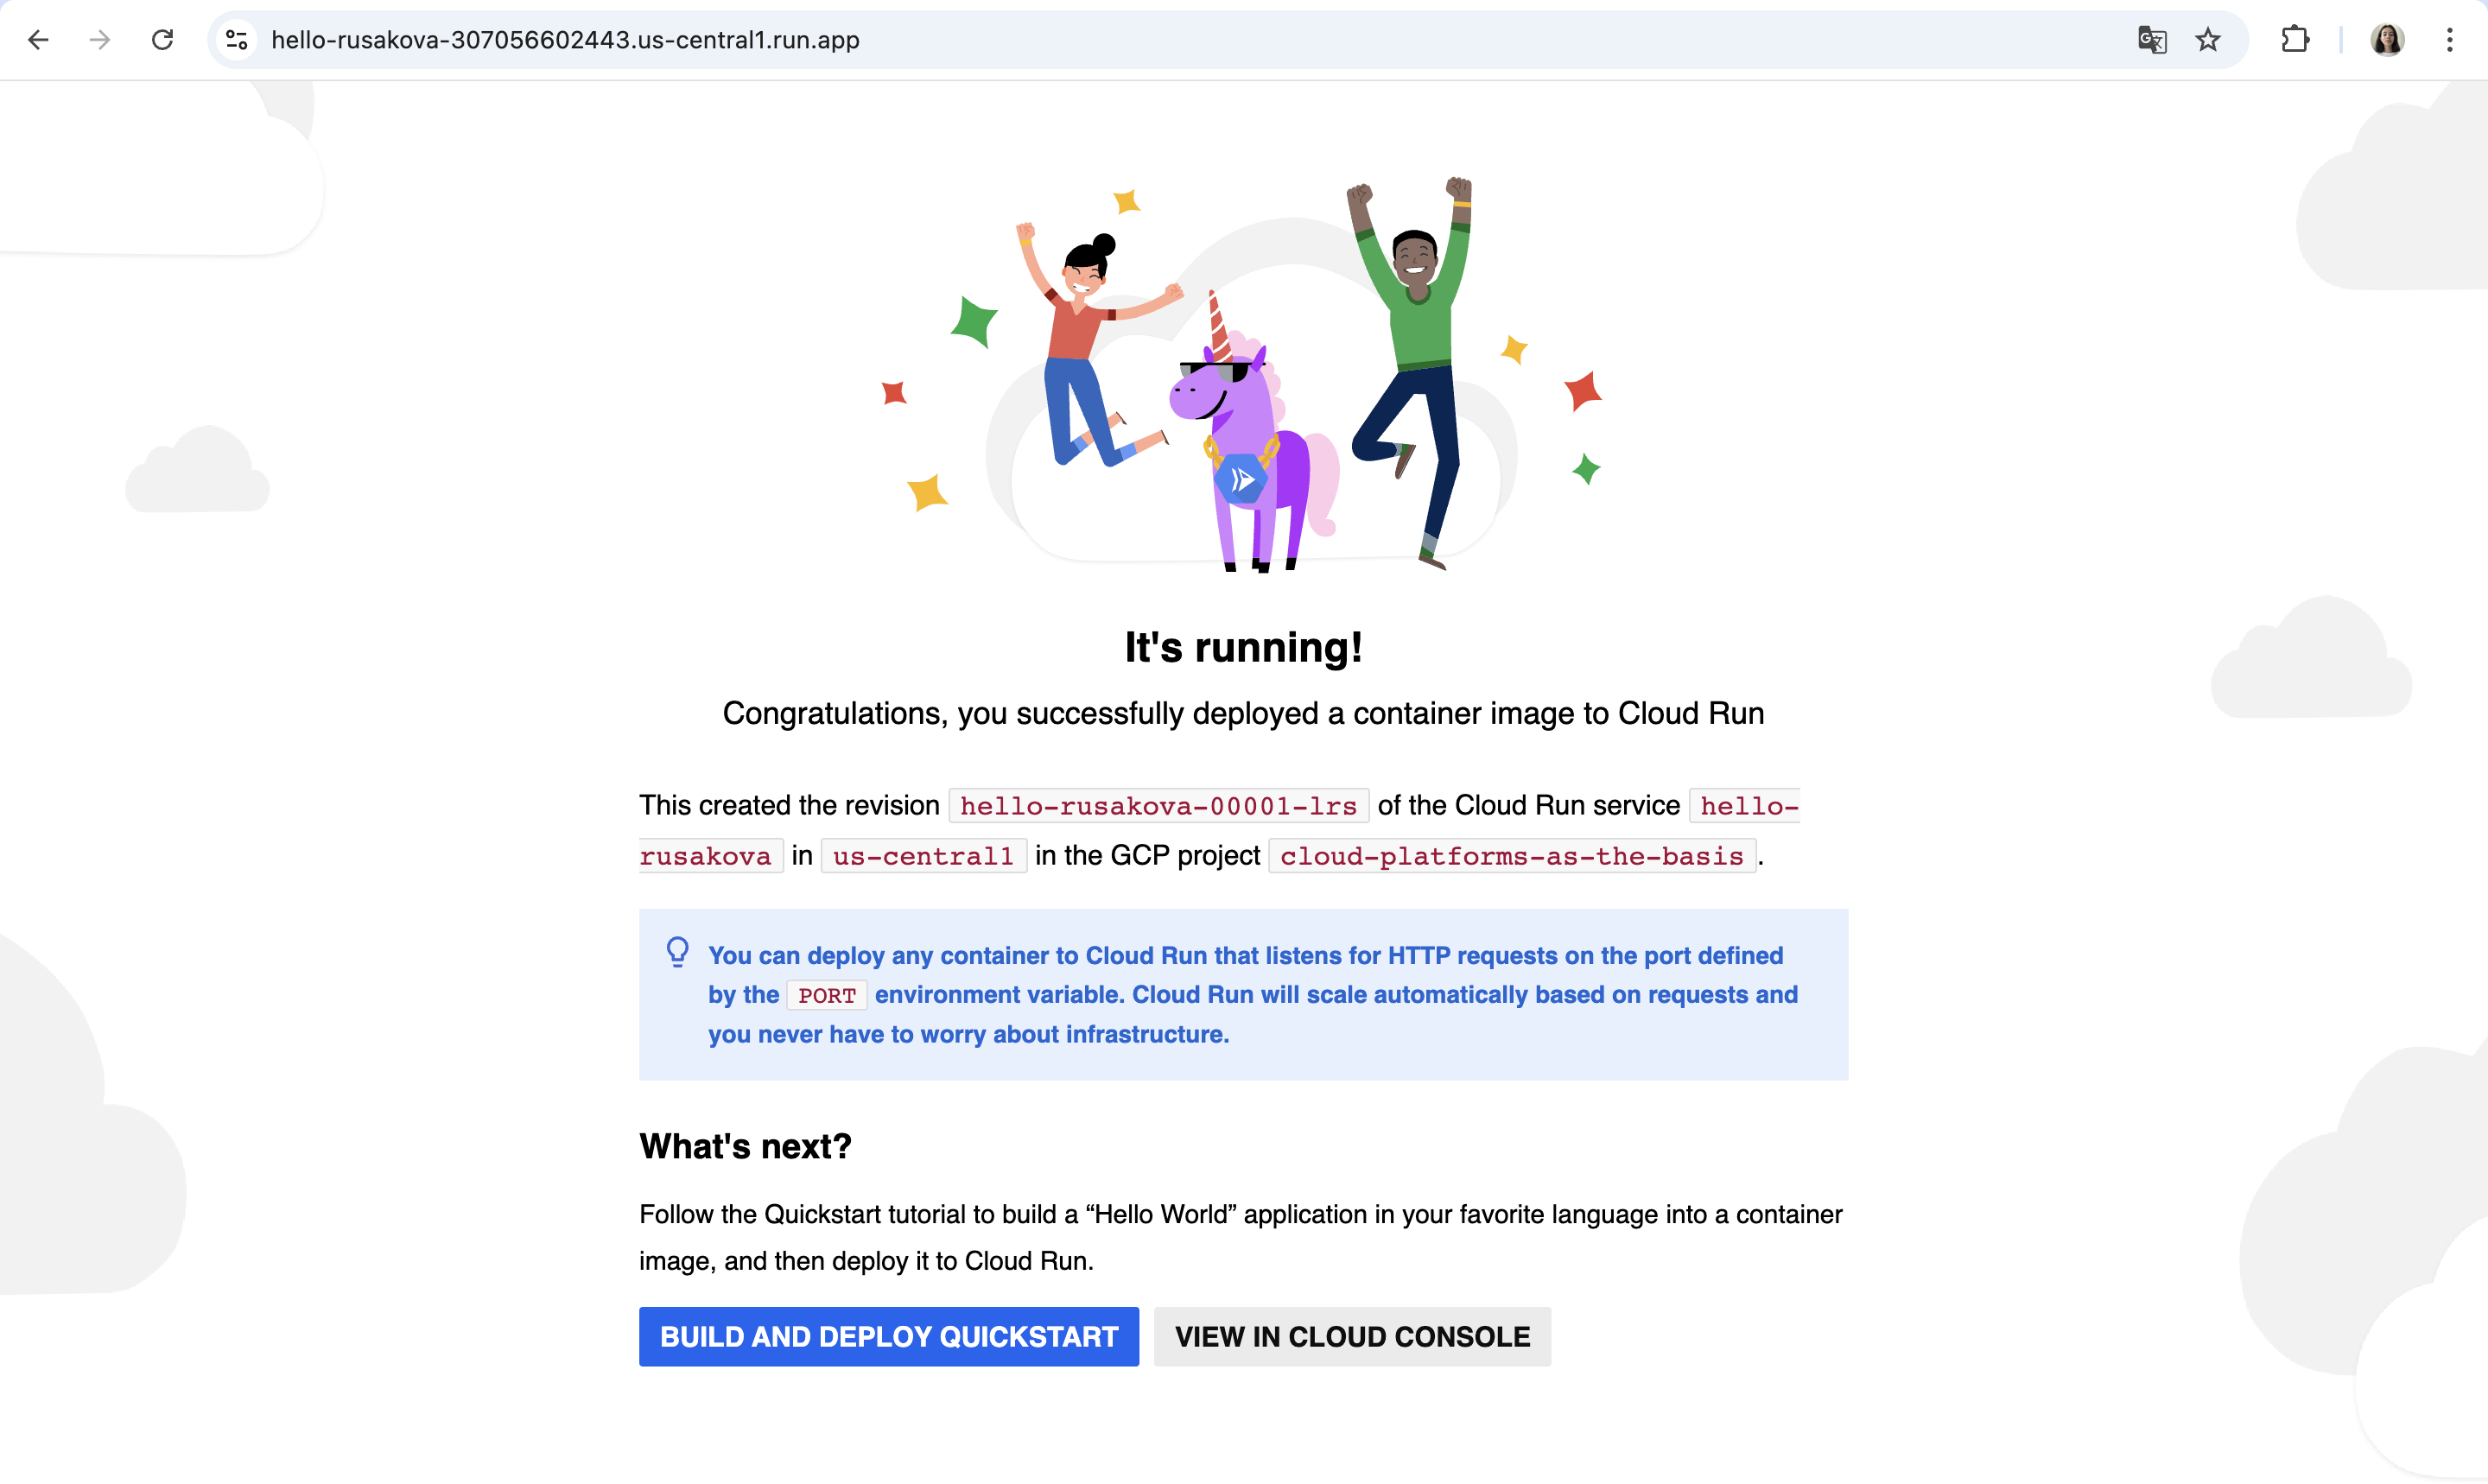 hello-rusakova-307056602443.us-central1.run.app
It's running!
Congratulations, you successfully deployed a container image to Cloud Run
This created the revision hello-rusakova-00001-lrs of the Cloud Run service hello-
rusakova in us-central1 in the GCP project cloud-platforms-as-the-basis.
You can deploy any container to Cloud Run that listens for HTTP requests on the port defined
by the PORT environment variable. Cloud Run will scale automatically based on requests and
you never have to worry about infrastructure.
What's next?
Follow the Quickstart tutorial to build a “Hello World” application in your favorite language into a container
image, and then deploy it to Cloud Run.
BUILD AND DEPLOY QUICKSTART
VIEW IN CLOUD CONSOLE